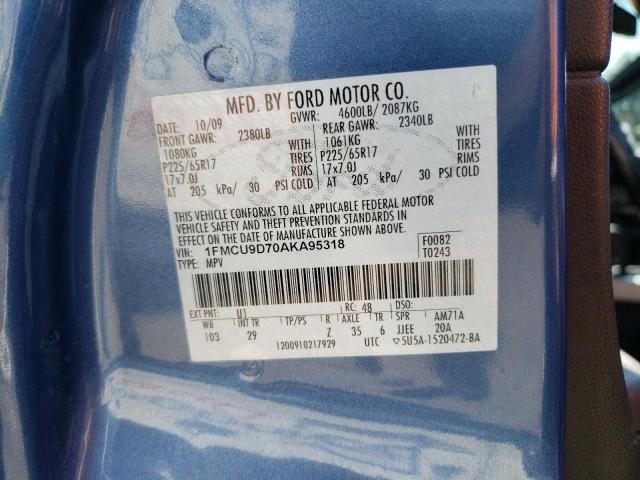 MFD. BY FORD MOTOR CO.
DATE: 10/09 GVWR: 4600LB/ 2087KG
FRONT GAWR: 2380LB REAR GAWR: 2340LB
1080KG WITH 1061KG WITH
P225/65R17 TIRES P225/65R17 TIRES
17x7.0J RIMS 17x7.0J RIMS
AT 205 kPa/ 30 PSI COLD AT 205 kPa/ 30 PSI COLD
THIS VEHICLE CONFORMS TO ALL APPLICABLE FEDERAL MOTOR
VEHICLE SAFETY AND THEFT PREVENTION STANDARDS IN
EFFECT ON THE DATE OF MANUFACTURE SHOWN ABOVE.
VIN: 1FMCU9D70AKA95318 F0082
TYPE: MPV T0243
EXT PNT: U1 RC: 48 DSO:
WB INT TR TP/PS R AXLE TR SPR AM71A
103 29 Z 35 6 JJEE 20A
1200910217929 UTC ▽5U5A-1520472-BA